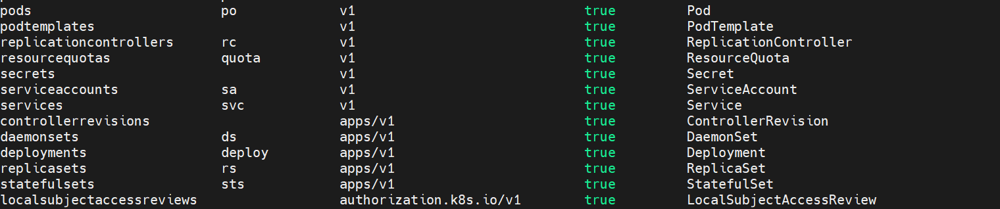 pods po v1 true Pod
podtemplates v1 true PodTemplate
replicationcontrollers rc v1 true ReplicationController
resourcequotas quota v1 true ResourceQuota
secrets v1 true Secret
serviceaccounts sa v1 true ServiceAccount
services svc v1 true Service
controllerrevisions apps/v1 true ControllerRevision
daemonsets ds apps/v1 true DaemonSet
deployments deploy apps/v1 true Deployment
replicasets rs apps/v1 true ReplicaSet
statefulsets sts apps/v1 true StatefulSet
localsubjectaccessreviews authorization.k8s.io/v1 true LocalSubjectAccessReview